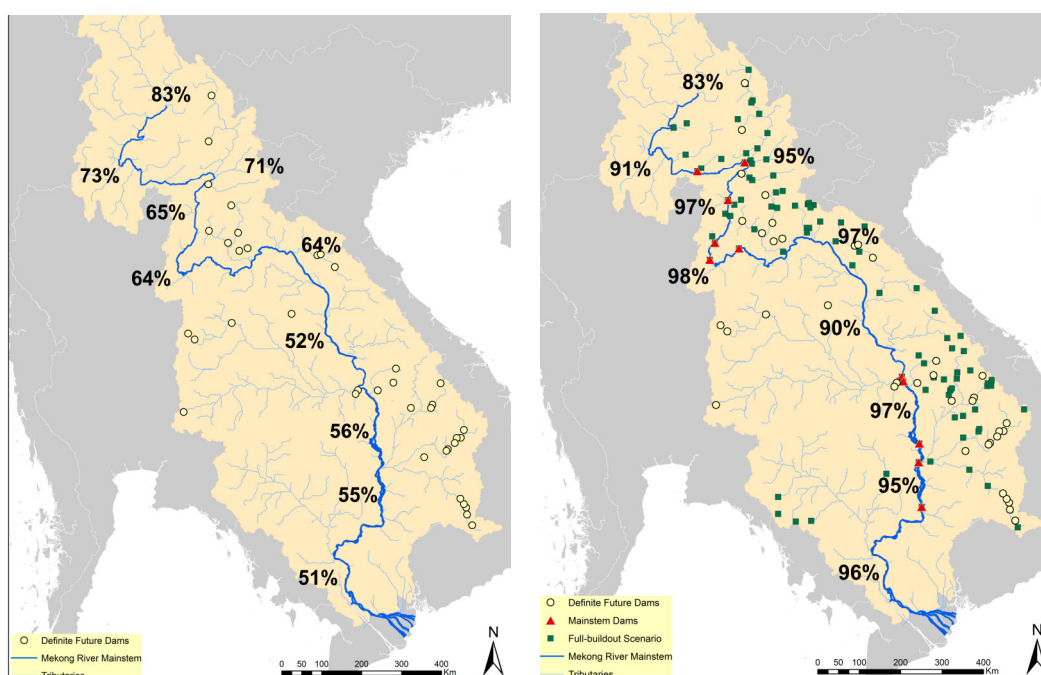 83%
73%
71%
65%
64%
64%
52%
56%
55%
51%
Definite Future Dams
Mekong River Mainstem
Tributaries
N
0 50 100 200 300 400
Km
83%
95%
91%
97%
97%
98%
90%
97%
95%
96%
Definite Future Dams
Mainstem Dams
Full-buildout Scenario
Mekong River Mainstem
Tributaries
N
0 50 100 200 300 400
Km